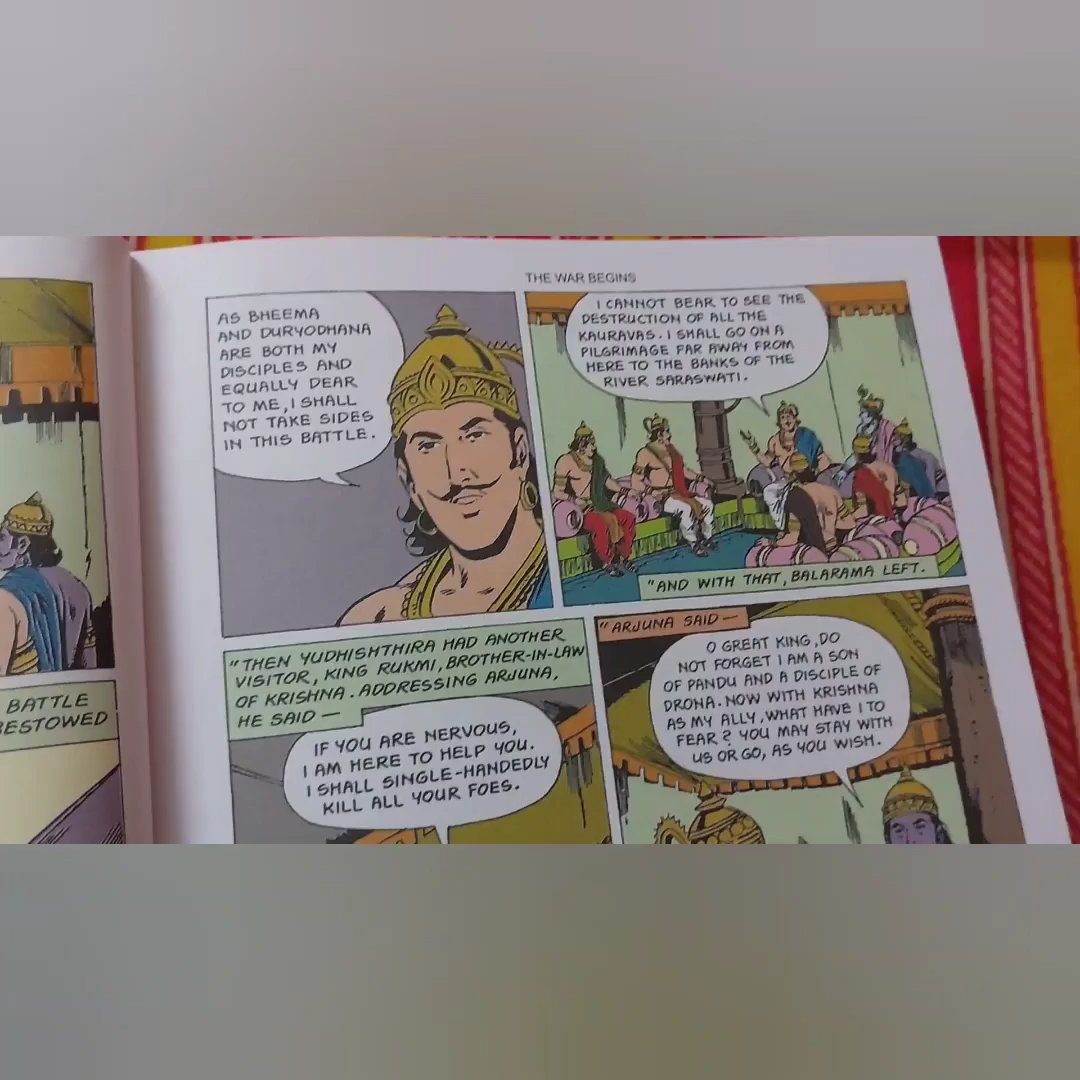 BATTLE
BESTOWED
THE WAR BEGINS
AS BHEEMA
AND DURYODHANA
ARE BOTH MY
DISCIPLES AND
EQUALLY DEAR
TO ME, I SHALL
NOT TAKE SIDES
IN THIS BATTLE.
I CANNOT BEAR TO SEE THE
DESTRUCTION OF ALL THE
KAURAVAS. I SHALL GO ON A
PILGRIMAGE FAR AWAY FROM
HERE TO THE BANKS OF THE
RIVER SARASWATI.
"AND WITH THAT, BALARAMA LEFT.
"THEN YUDHISHTHIRA HAD ANOTHER
VISITOR, KING RUKMI, BROTHER-IN-LAW
OF KRISHNA. ADDRESSING ARJUNA,
HE SAID —
IF YOU ARE NERVOUS,
I AM HERE TO HELP YOU.
I SHALL SINGLE-HANDEDLY
KILL ALL YOUR FOES.
"ARJUNA SAID —
O GREAT KING, DO
NOT FORGET I AM A SON
OF PANDU AND A DISCIPLE OF
DRONA. NOW WITH KRISHNA
AS MY ALLY, WHAT HAVE I TO
FEAR? YOU MAY STAY WITH
US OR GO, AS YOU WISH.